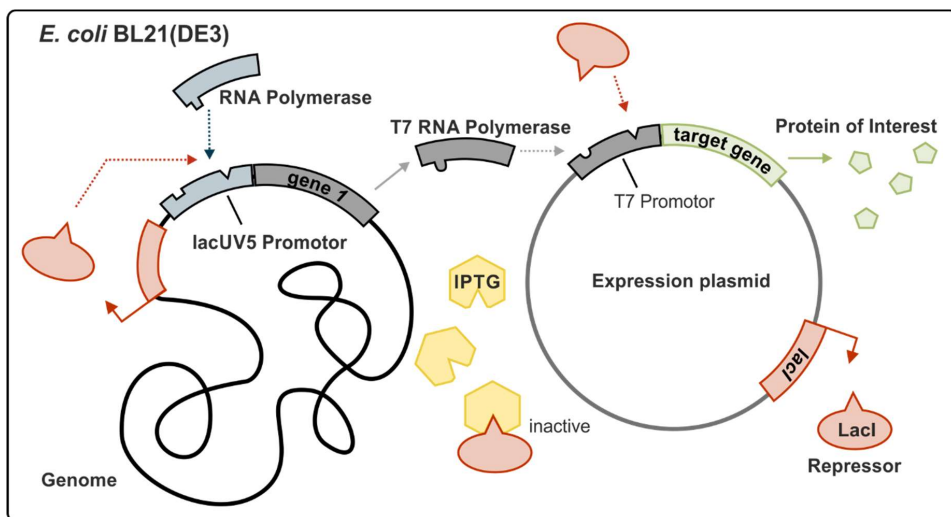 E. coli BL21(DE3)
RNA Polymerase
T7 RNA Polymerase
target gene
Protein of Interest
gene 1
T7 Promotor
lacUV5 Promotor
IPTG
Expression plasmid
lacI
inactive
LacI
Repressor
Genome